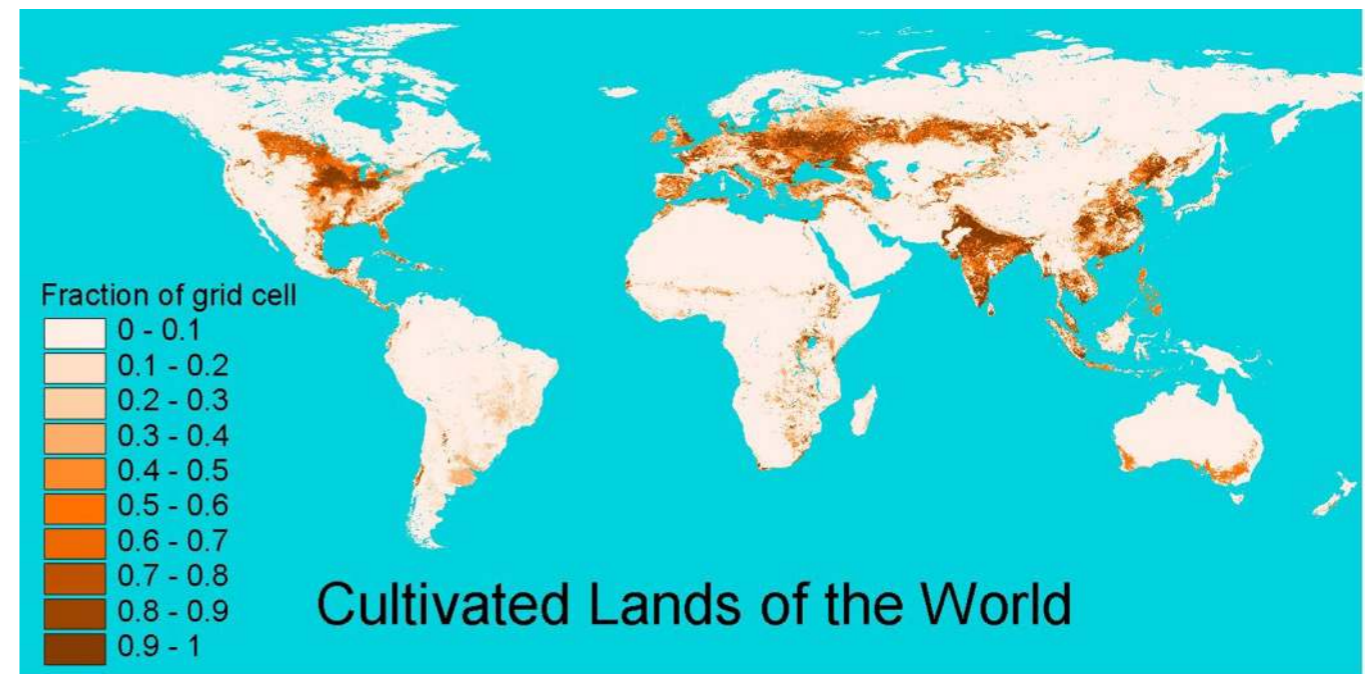 Fraction of grid cell
0 - 0.1
0.1 - 0.2
0.2 - 0.3
0.3 - 0.4
0.4 - 0.5
0.5 - 0.6
0.6 - 0.7
0.7 - 0.8
0.8 - 0.9
0.9 - 1
Cultivated Lands of the World